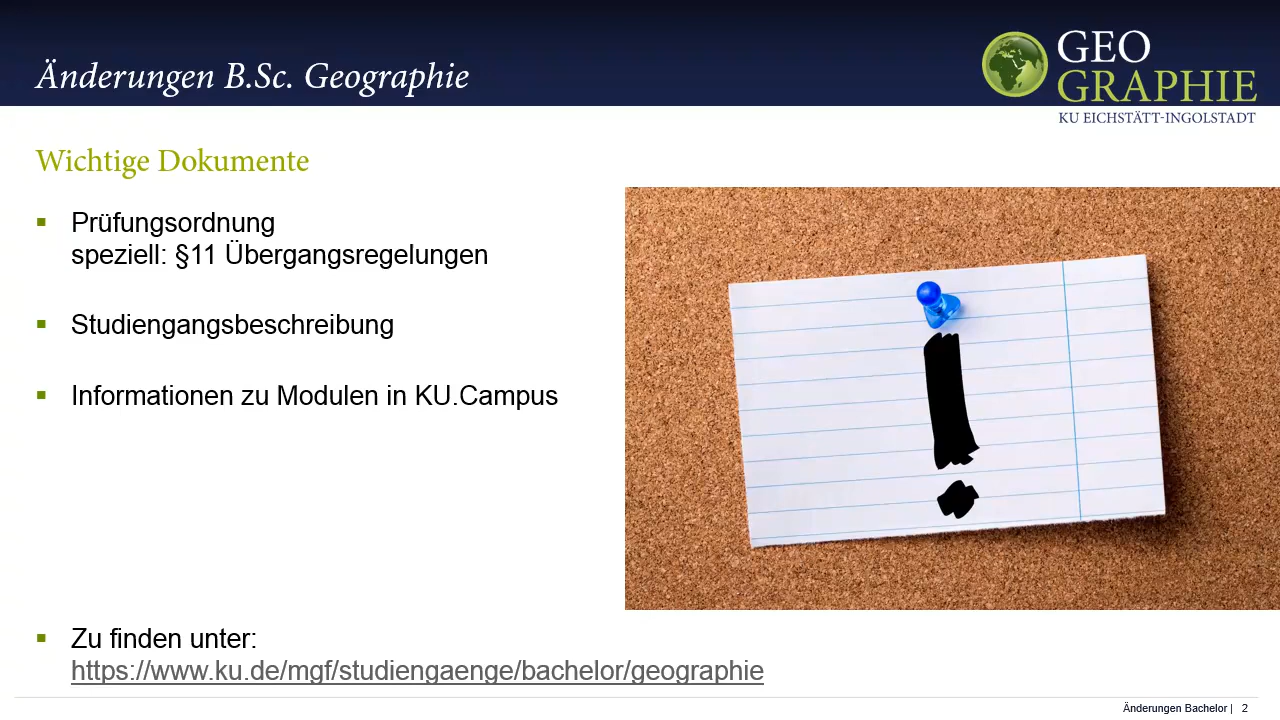 Änderungen B.Sc. Geographie
GEO
GRAPHIE
KU EICHSTÄTT-INGOLSTADT
Wichtige Dokumente
▪ Prüfungsordnung
speziell: §11 Übergangsregelungen
▪ Studiengangsbeschreibung
▪ Informationen zu Modulen in KU.Campus
!
▪ Zu finden unter:
https://www.ku.de/mgf/studiengaenge/bachelor/geographie
Änderungen Bachelor | 2